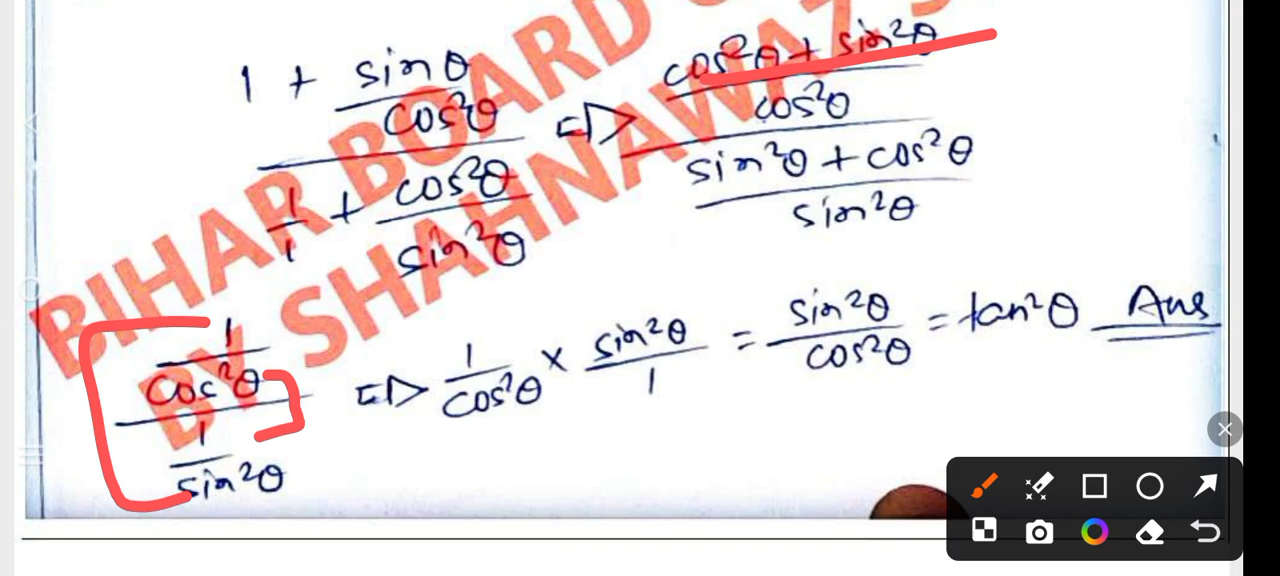 1 + sinθ/cos²θ
1/1 + cos²θ/sin²θ
⇒ cos²θ + sin²θ/cos²θ
sin²θ + cos²θ/sin²θ
1/cos²θ
1/sin²θ
⇒ 1/cos²θ × sin²θ/1 = sin²θ/cos²θ = tan²θ Ans
BIHAR BOARD
BY SHAHNAWAZ